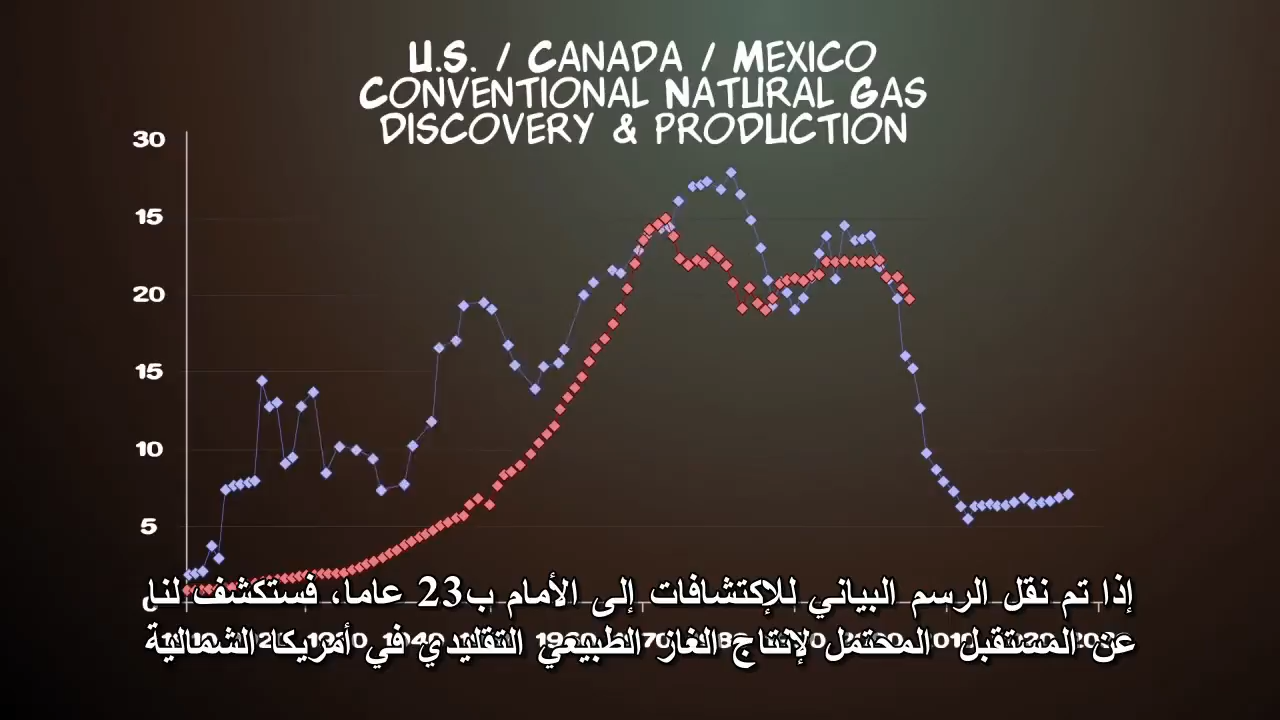 U.S. / CANADA / MEXICO
CONVENTIONAL NATURAL GAS
DISCOVERY & PRODUCTION
30
15
20
15
10
5
إذا تم نقل الرسم البياني للإكتشافات إلى الأمام ب23 عاما، فستكشف لنا
عن المستقبل المحتمل لإنتاج الغاز الطبيعي التقليدي في أمريكا الشمالية